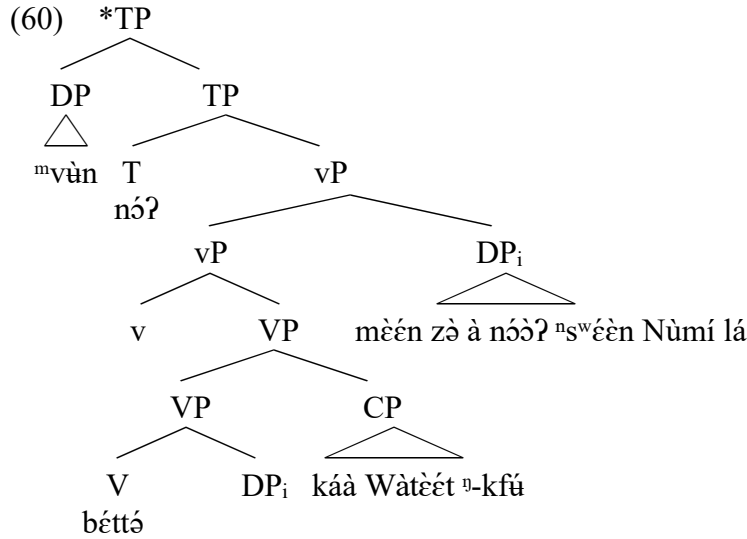 (60) *TP
DP TP
ᵐvʉ̀n T vP
nɔ́ʔ
vP DPᵢ
v VP mɛ̀ɛ́n zə̀ à nɔ́ɔ̀ʔ ⁿsʷɛ́ɛ̀n Nùmí lá
VP CP
V DPᵢ káà Wàtɛ̀ɛ́t ᵑ-kfʉ́
bɛ́ttə́